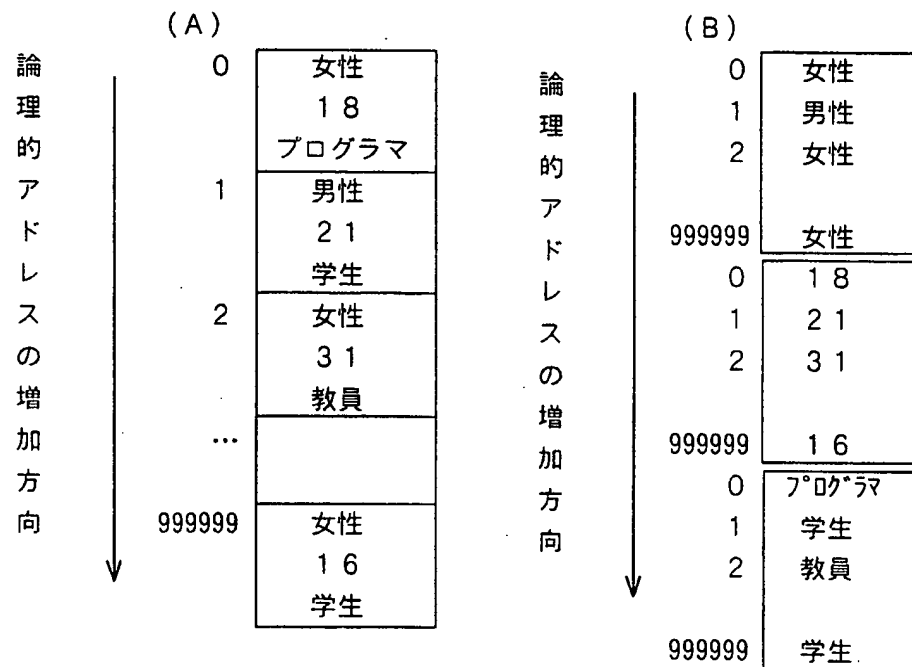 (A)
論理的アドレスの増加方向
0 女性
18
プログラマ
1 男性
21
学生
2 女性
31
教員
…
999999 女性
16
学生
(B)
論理的アドレスの増加方向
0 女性
1 男性
2 女性
999999 女性
0 18
1 21
2 31
999999 16
0 プログラマ
1 学生
2 教員
999999 学生